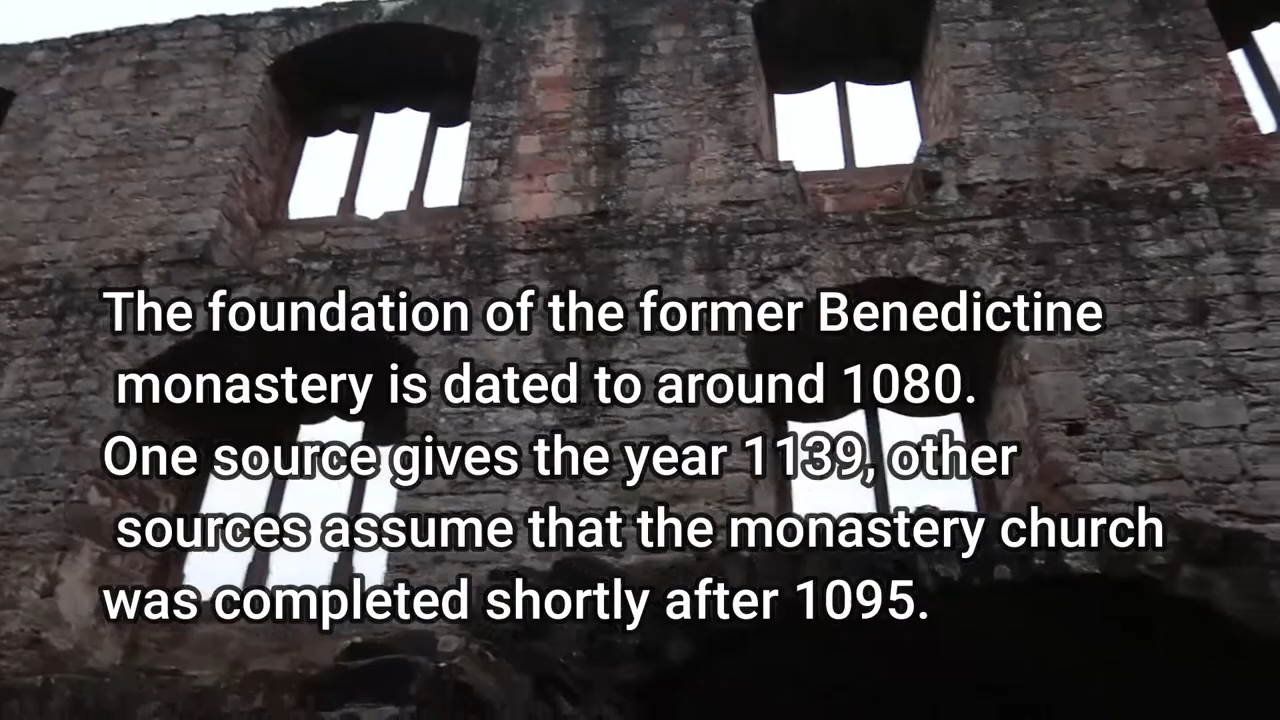 The foundation of the former Benedictine
monastery is dated to around 1080.
One source gives the year 1139, other
sources assume that the monastery church
was completed shortly after 1095.